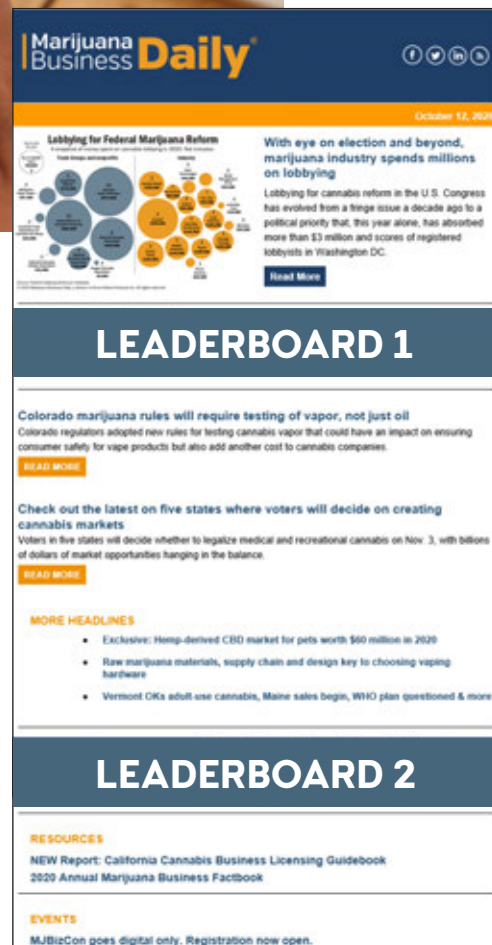 Marijuana
Business Daily
October 12, 2020
Lobbying for Federal Marijuana Reform
With eye on election and beyond,
marijuana industry spends millions
on lobbying
Lobbying for cannabis reform in the U.S. Congress
has evolved from a fringe issue a decade ago to a
political priority that, this year alone, has absorbed
more than $3 million and scores of registered
lobbyists in Washington DC.
Read More
LEADERBOARD 1
Colorado marijuana rules will require testing of vapor, not just oil
Colorado regulators adopted new rules for testing cannabis vapor that could have an impact on ensuring
consumer safety for vape products but also add another cost to cannabis companies.
READ MORE
Check out the latest on five states where voters will decide on creating
cannabis markets
Voters in five states will decide whether to legalize medical and recreational cannabis on Nov. 3, with billions
of dollars of market opportunities hanging in the balance.
READ MORE
MORE HEADLINES
• Exclusive: Hemp-derived CBD market for pets worth $60 million in 2020
• Raw marijuana materials, supply chain and design key to choosing vaping
hardware
• Vermont OKs adult-use cannabis, Maine sales begin, WHO plan questioned & more
LEADERBOARD 2
RESOURCES
NEW Report: California Cannabis Business Licensing Guidebook
2020 Annual Marijuana Business Factbook
EVENTS
MJBizCon goes digital only. Registration now open.